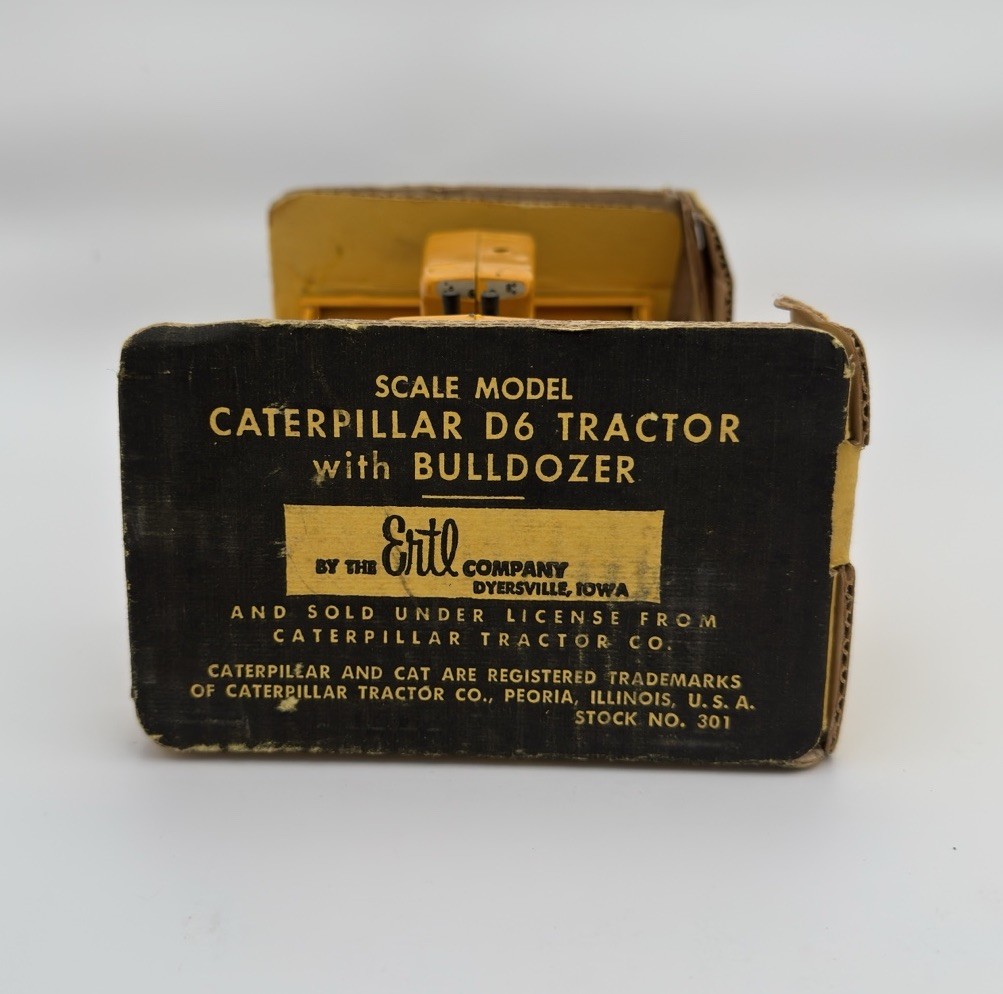 SCALE MODEL
CATERPILLAR D6 TRACTOR
with BULLDOZER
BY THE Ertl COMPANY
DYERSVILLE, IOWA
AND SOLD UNDER LICENSE FROM
CATERPILLAR TRACTOR CO.
CATERPILLAR AND CAT ARE REGISTERED TRADEMARKS
OF CATERPILLAR TRACTOR CO., PEORIA, ILLINOIS, U. S. A.
STOCK NO. 301